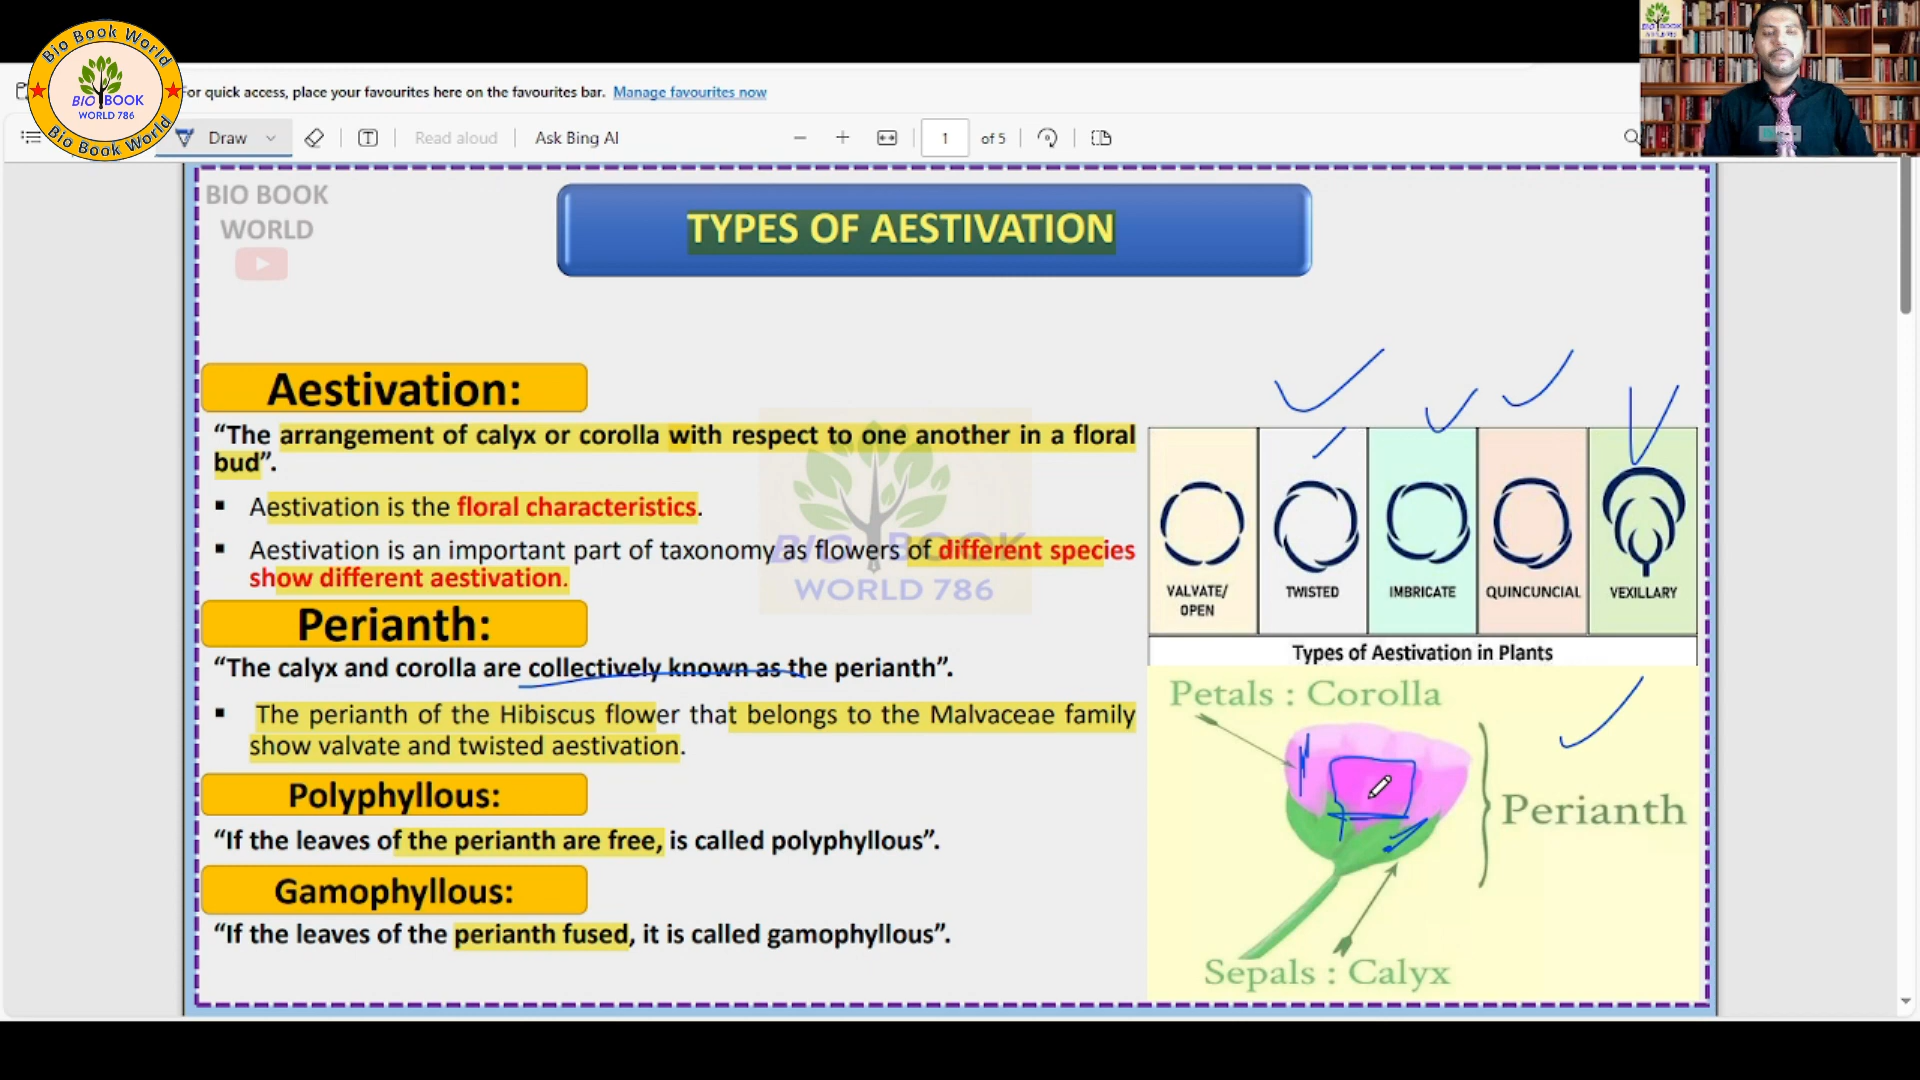 Bio Book World
BIO BOOK
WORLD 786
Bio Book World
For quick access, place your favourites here on the favourites bar. Manage favourites now
Draw
Read aloud
Ask Bing AI
1 of 5
BIO BOOK
WORLD
TYPES OF AESTIVATION
Aestivation:
“The arrangement of calyx or corolla with respect to one another in a floral
bud”.
▪ Aestivation is the floral characteristics.
▪ Aestivation is an important part of taxonomy as flowers of different species
show different aestivation.
BIO BOOK
WORLD 786
Perianth:
“The calyx and corolla are collectively known as the perianth”.
▪ The perianth of the Hibiscus flower that belongs to the Malvaceae family
show valvate and twisted aestivation.
Polyphyllous:
“If the leaves of the perianth are free, is called polyphyllous”.
Gamophyllous:
“If the leaves of the perianth fused, it is called gamophyllous”.
VALVATE/
OPEN
TWISTED
IMBRICATE
QUINCUNCIAL
VEXILLARY
Types of Aestivation in Plants
Petals : Corolla
Perianth
Sepals : Calyx